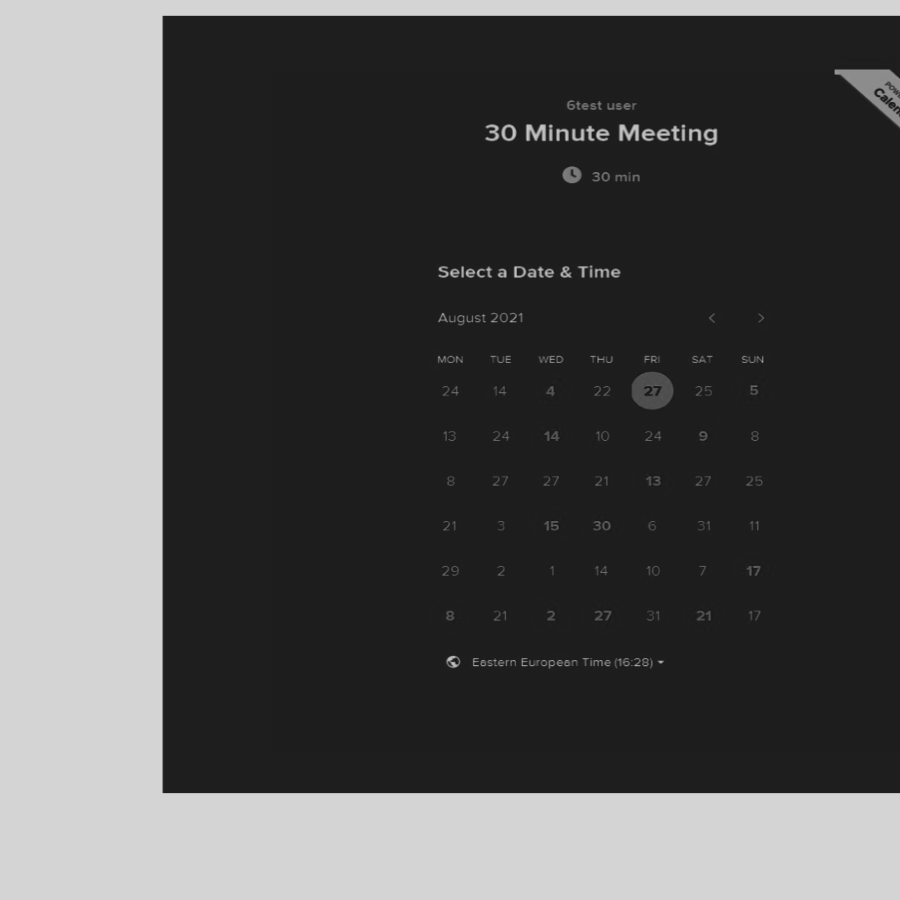 6test user
30 Minute Meeting
30 min
Select a Date & Time
August 2021
MON TUE WED THU FRI SAT SUN
24 14 4 22 27 25 5
13 24 14 10 24 9 8
8 27 27 21 13 27 25
21 3 15 30 6 31 11
29 2 1 14 10 7 17
8 21 2 27 31 21 17
Eastern European Time (16:28)